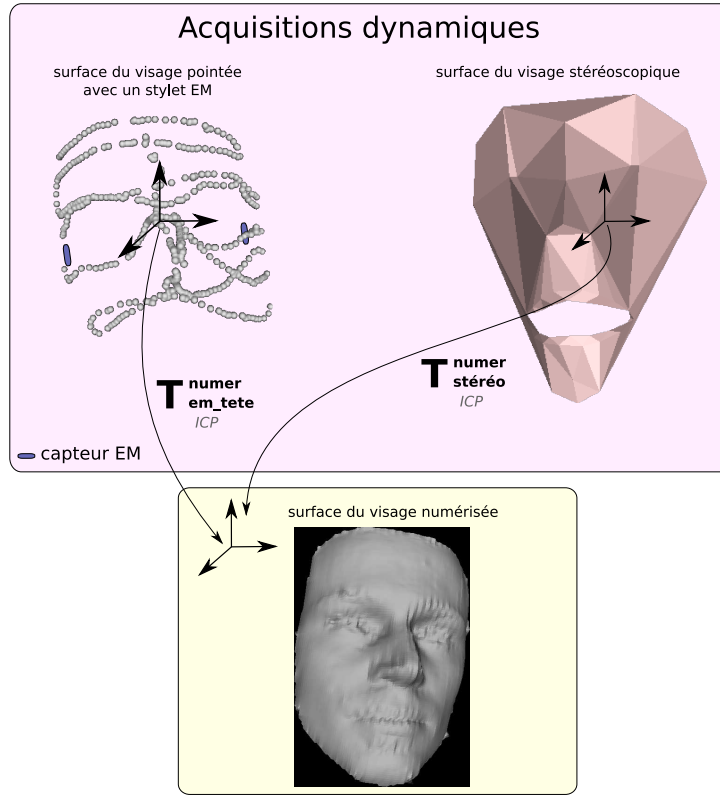 Acquisitions dynamiques
surface du visage pointée
avec un stylet EM
surface du visage stéréoscopique
T numer
em_tete
ICP
T numer
stéréo
ICP
capteur EM
surface du visage numérisée